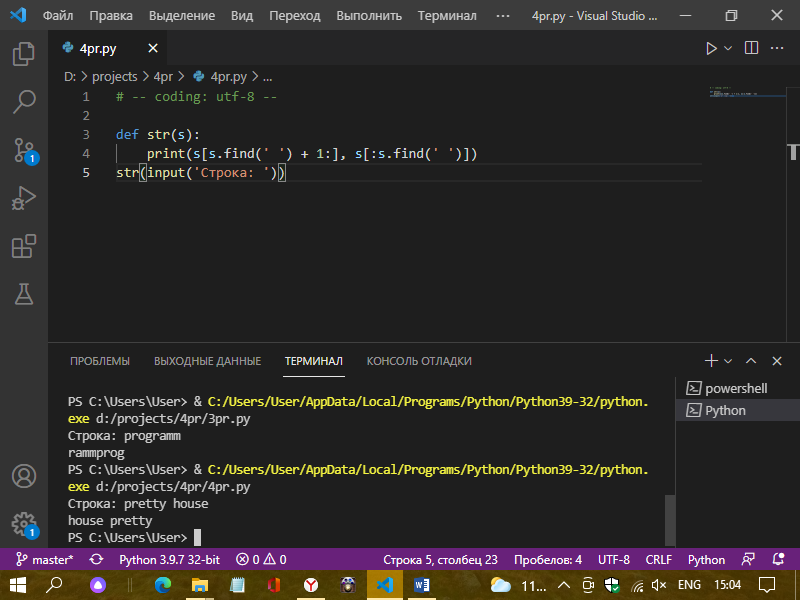 Файл Правка Выделение Вид Переход Выполнить Терминал ··· 4pr.py - Visual Studio ...
4pr.py
D: > projects > 4pr > 4pr.py > ...
1 # -- coding: utf-8 --
2
3 def str(s):
4 print(s[s.find(' ') + 1:], s[:s.find(' ')])
5 str(input('Строка: '))
ПРОБЛЕМЫ ВЫХОДНЫЕ ДАННЫЕ ТЕРМИНАЛ КОНСОЛЬ ОТЛАДКИ
powershell
Python
PS C:\Users\User> & C:/Users/User/AppData/Local/Programs/Python/Python39-32/python.
exe d:/projects/4pr/3pr.py
Строка: programm
rammprog
PS C:\Users\User> & C:/Users/User/AppData/Local/Programs/Python/Python39-32/python.
exe d:/projects/4pr/4pr.py
Строка: pretty house
house pretty
PS C:\Users\User>
1
1
master* Python 3.9.7 32-bit 0 0 Строка 5, столбец 23 Пробелов: 4 UTF-8 CRLF Python
11... ENG 15:04